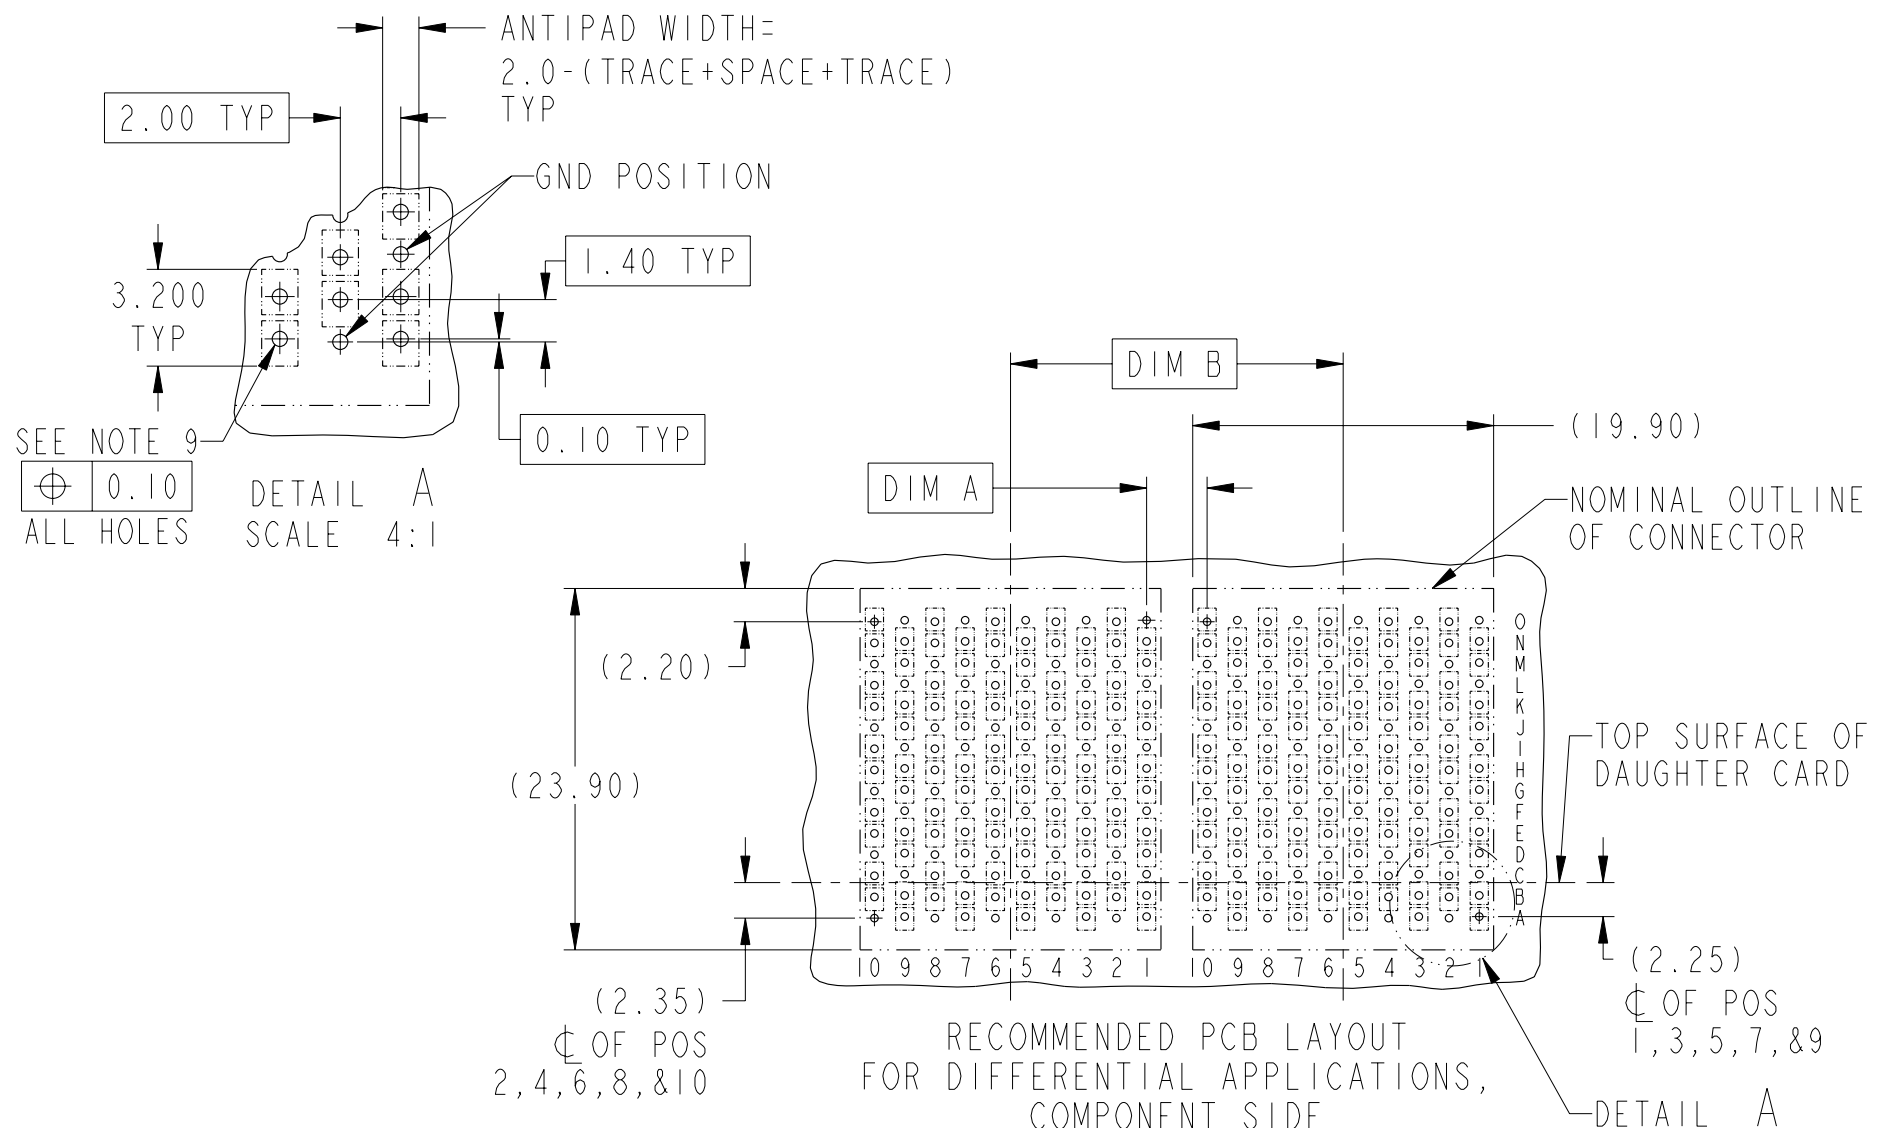 ANTIPAD WIDTH=
2.0-(TRACE+SPACE+TRACE)
TYP
2.00 TYP
GND POSITION
1.40 TYP
3.200
TYP
0.10 TYP
SEE NOTE 9
⌖ 0.10
ALL HOLES
DETAIL A
SCALE 4:1
DIM B
(19.90)
DIM A
NOMINAL OUTLINE
OF CONNECTOR
(2.20)
(23.90)
O
N
M
L
K
J
I
H
G
F
E
D
C
B
A
TOP SURFACE OF
DAUGHTER CARD
10 9 8 7 6 5 4 3 2 1
10 9 8 7 6 5 4 3 2 1
(2.35)
℄ OF POS
2,4,6,8,&10
(2.25)
℄ OF POS
1,3,5,7,&9
RECOMMENDED PCB LAYOUT
FOR DIFFERENTIAL APPLICATIONS,
COMPONENT SIDE
DETAIL A